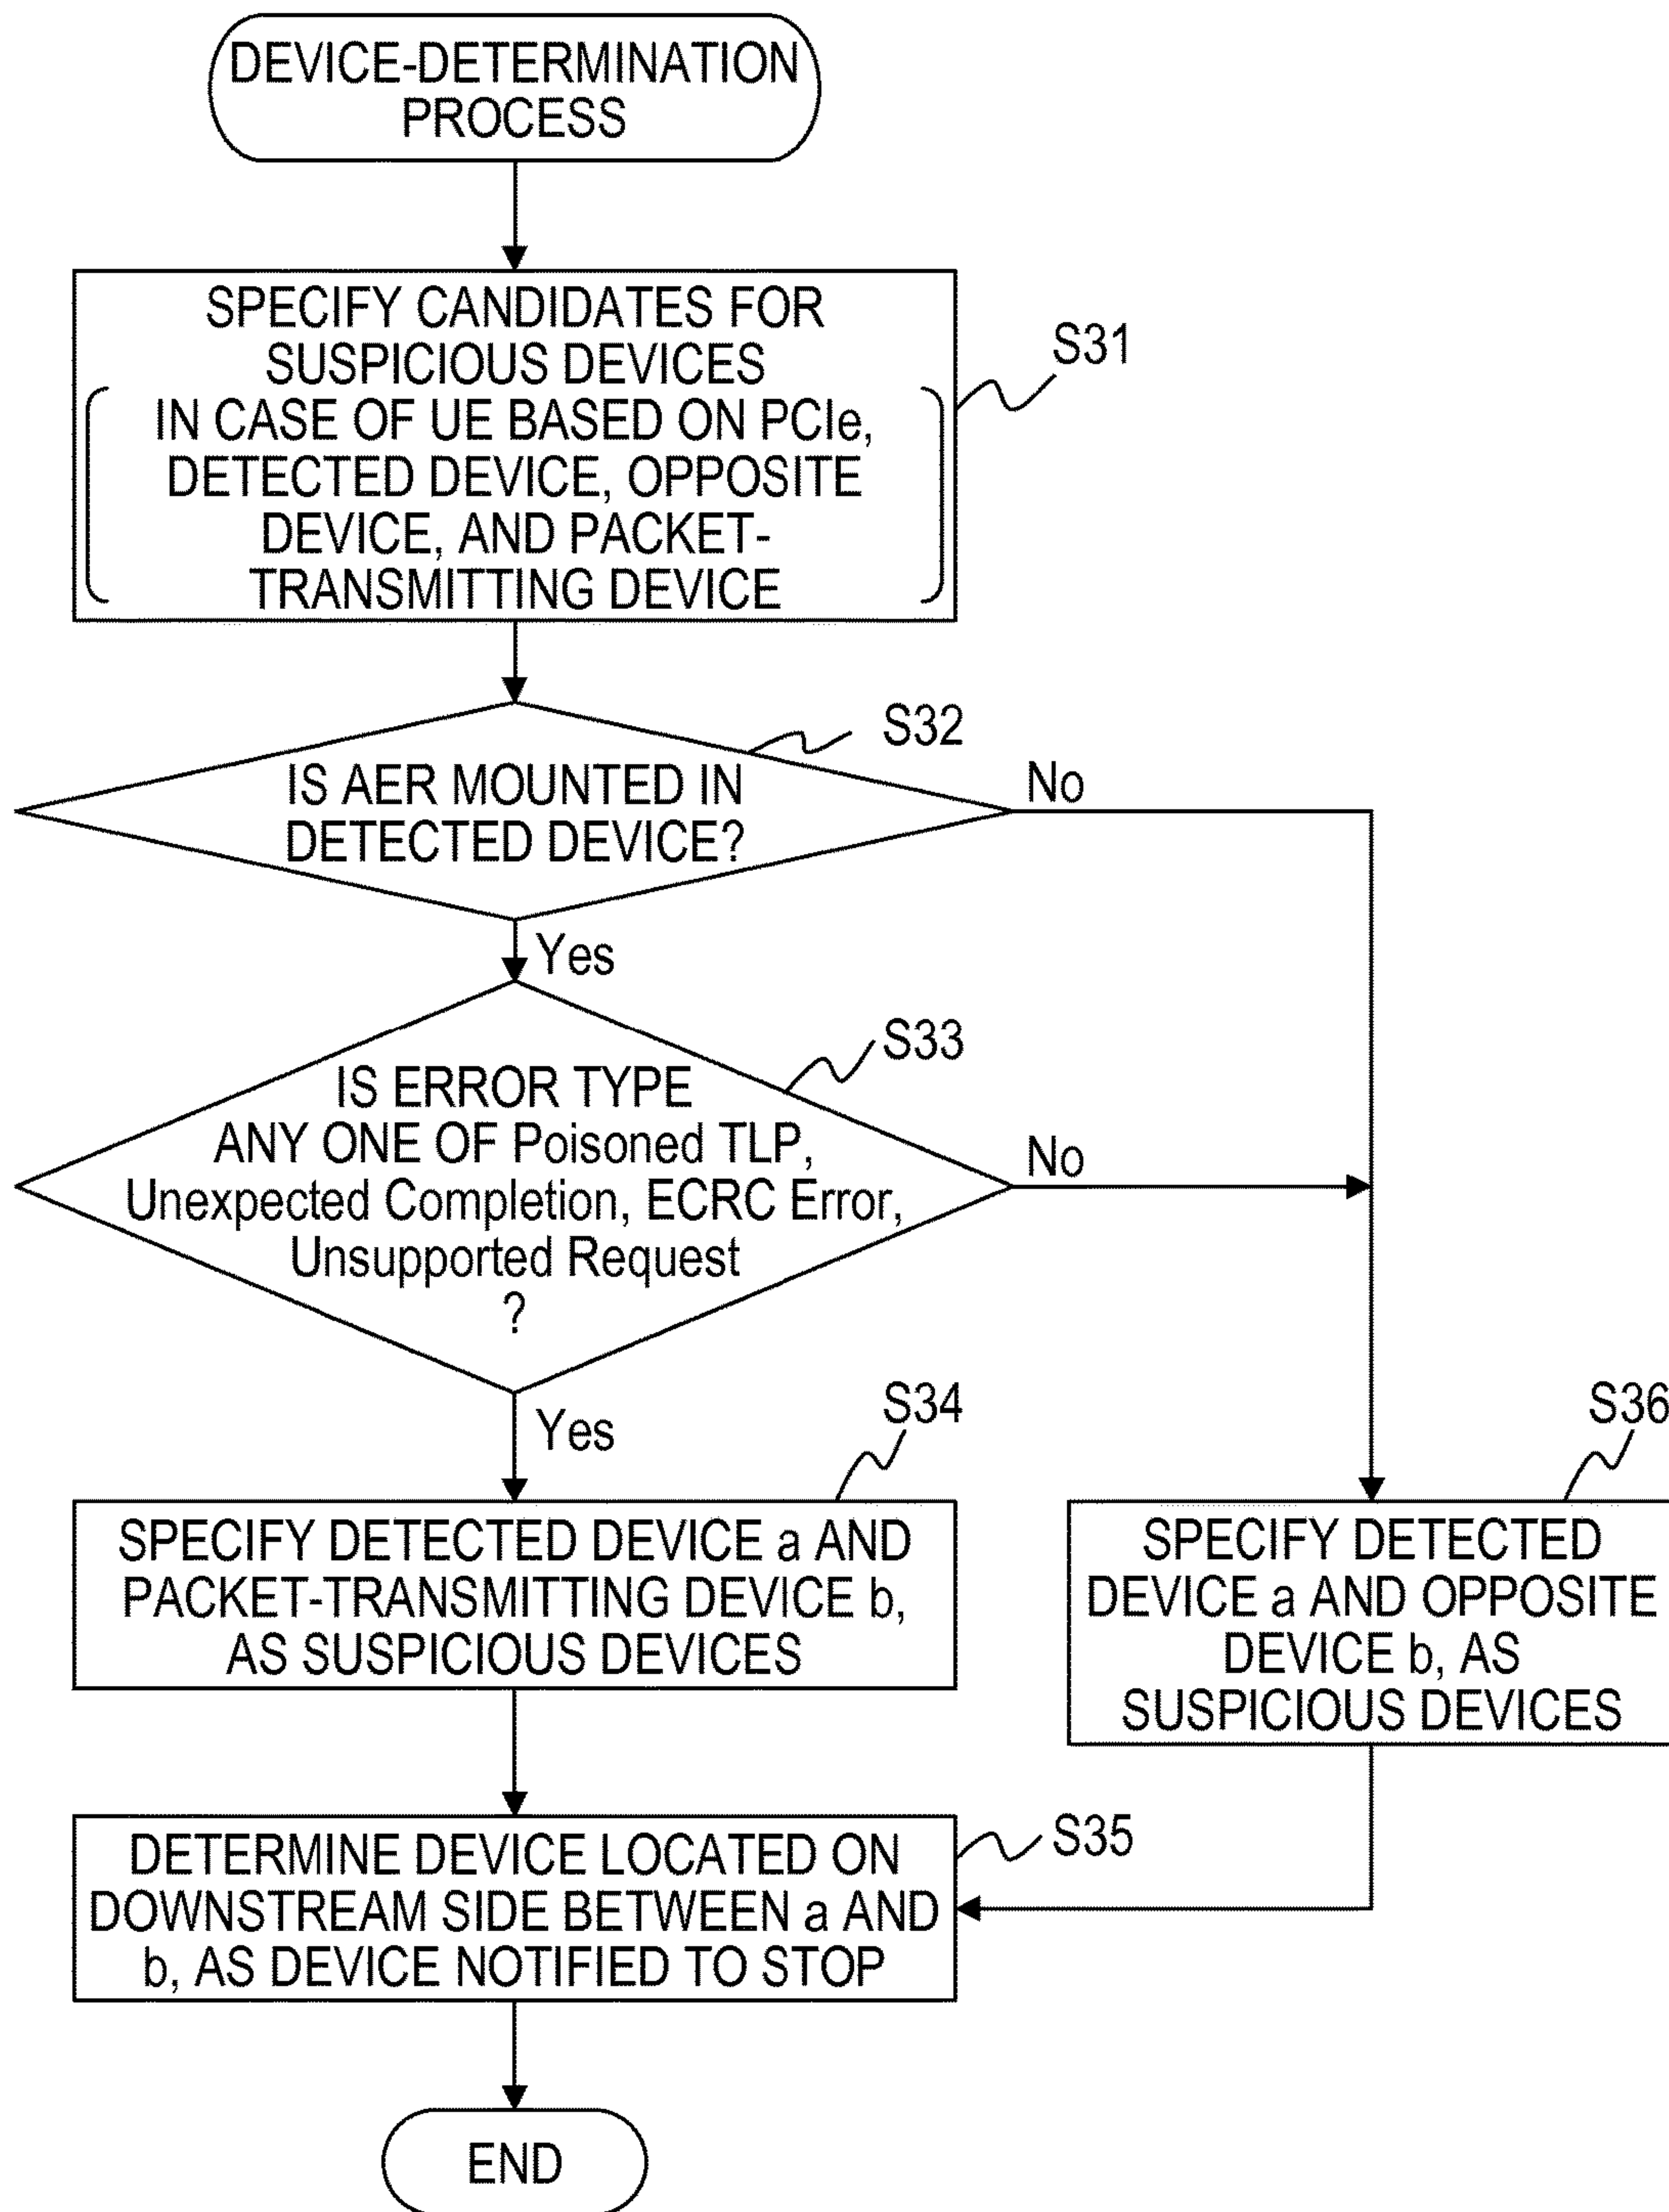 DEVICE-DETERMINATION
PROCESS
SPECIFY CANDIDATES FOR
SUSPICIOUS DEVICES
IN CASE OF UE BASED ON PCIe,
DETECTED DEVICE, OPPOSITE
DEVICE, AND PACKET-
TRANSMITTING DEVICE
S31
S32
IS AER MOUNTED IN
DETECTED DEVICE?
No
Yes
S33
IS ERROR TYPE
ANY ONE OF Poisoned TLP,
Unexpected Completion, ECRC Error,
Unsupported Request
?
No
Yes
S34
SPECIFY DETECTED DEVICE a AND
PACKET-TRANSMITTING DEVICE b,
AS SUSPICIOUS DEVICES
S36
SPECIFY DETECTED
DEVICE a AND OPPOSITE
DEVICE b, AS
SUSPICIOUS DEVICES
S35
DETERMINE DEVICE LOCATED ON
DOWNSTREAM SIDE BETWEEN a AND
b, AS DEVICE NOTIFIED TO STOP
END